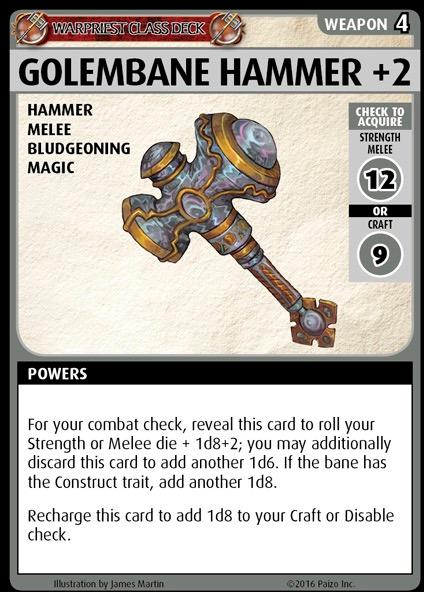 WARPRIEST CLASS DECK
WEAPON 4
GOLEMBANE HAMMER +2
HAMMER
MELEE
BLUDGEONING
MAGIC
CHECK TO
ACQUIRE
STRENGTH
MELEE
12
OR
CRAFT
9
POWERS
For your combat check, reveal this card to roll your
Strength or Melee die + 1d8+2; you may additionally
discard this card to add another 1d6. If the bane has
the Construct trait, add another 1d8.
Recharge this card to add 1d8 to your Craft or Disable
check.
Illustration by James Martin
©2016 Paizo Inc.